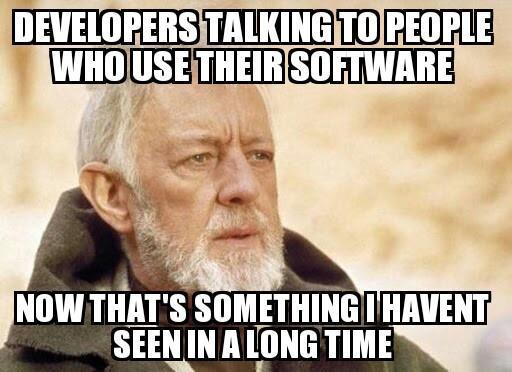 DEVELOPERS TALKING TO PEOPLE
WHO USE THEIR SOFTWARE
NOW THAT'S SOMETHING I HAVENT
SEEN IN A LONG TIME